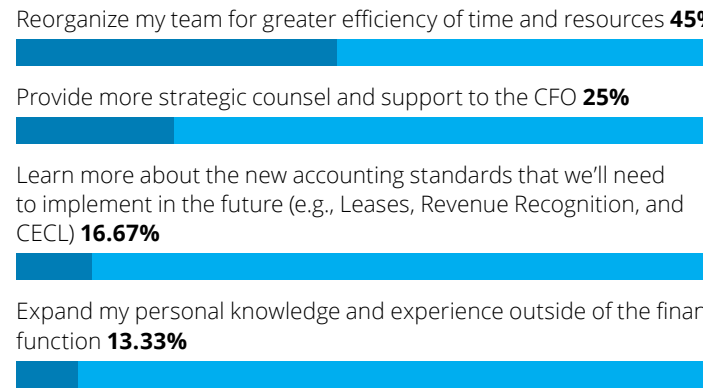 Reorganize my team for greater efficiency of time and resources 45%
Provide more strategic counsel and support to the CFO 25%
Learn more about the new accounting standards that we’ll need
to implement in the future (e.g., Leases, Revenue Recognition, and
CECL) 16.67%
Expand my personal knowledge and experience outside of the finan
function 13.33%